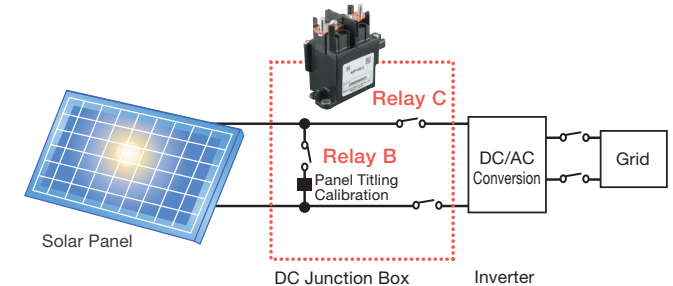 Relay C
Relay B
Panel Titling
Calibration
DC/AC
Conversion
Grid
Solar Panel
DC Junction Box
Inverter